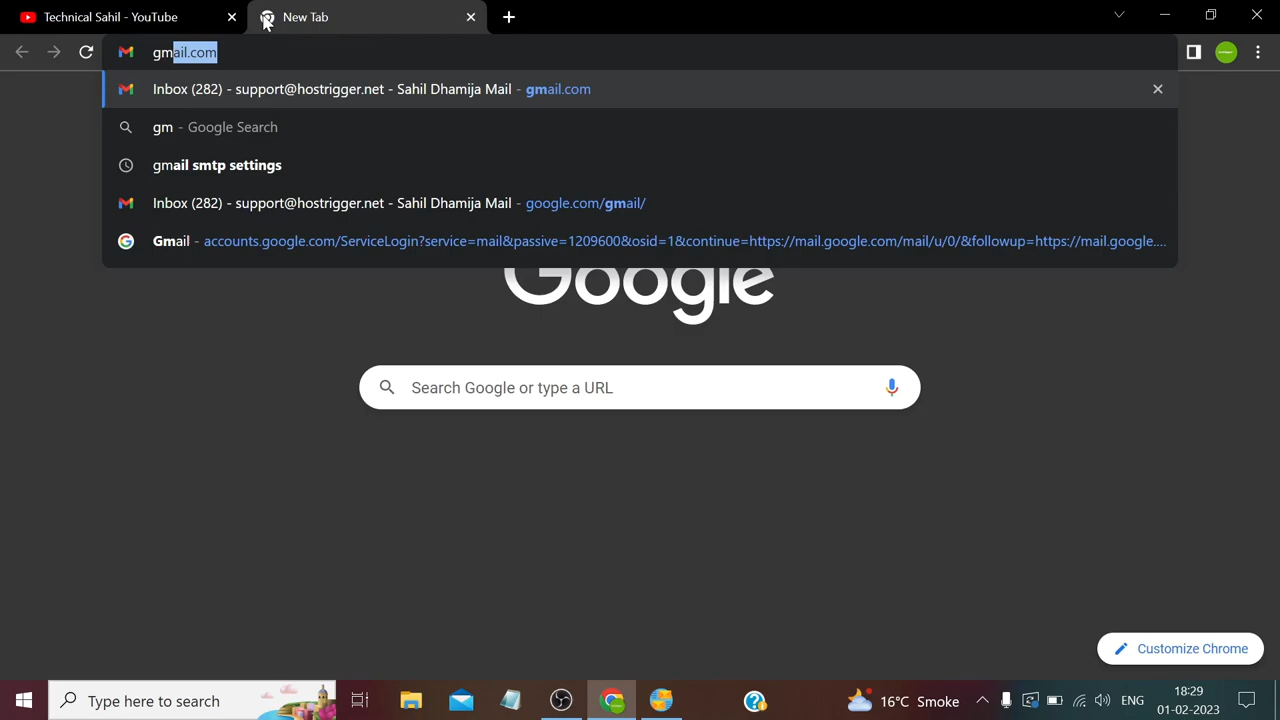 Technical Sahil - YouTube
New Tab
gmail.com
Inbox (282) - support@hostrigger.net - Sahil Dhamija Mail - gmail.com
gm - Google Search
gmail smtp settings
Inbox (282) - support@hostrigger.net - Sahil Dhamija Mail - google.com/gmail/
Gmail - accounts.google.com/ServiceLogin?service=mail&passive=1209600&osid=1&continue=https://mail.google.com/mail/u/0/&followup=https://mail.google....
Google
Search Google or type a URL
Customize Chrome
Type here to search
16°C Smoke
ENG
18:29
01-02-2023